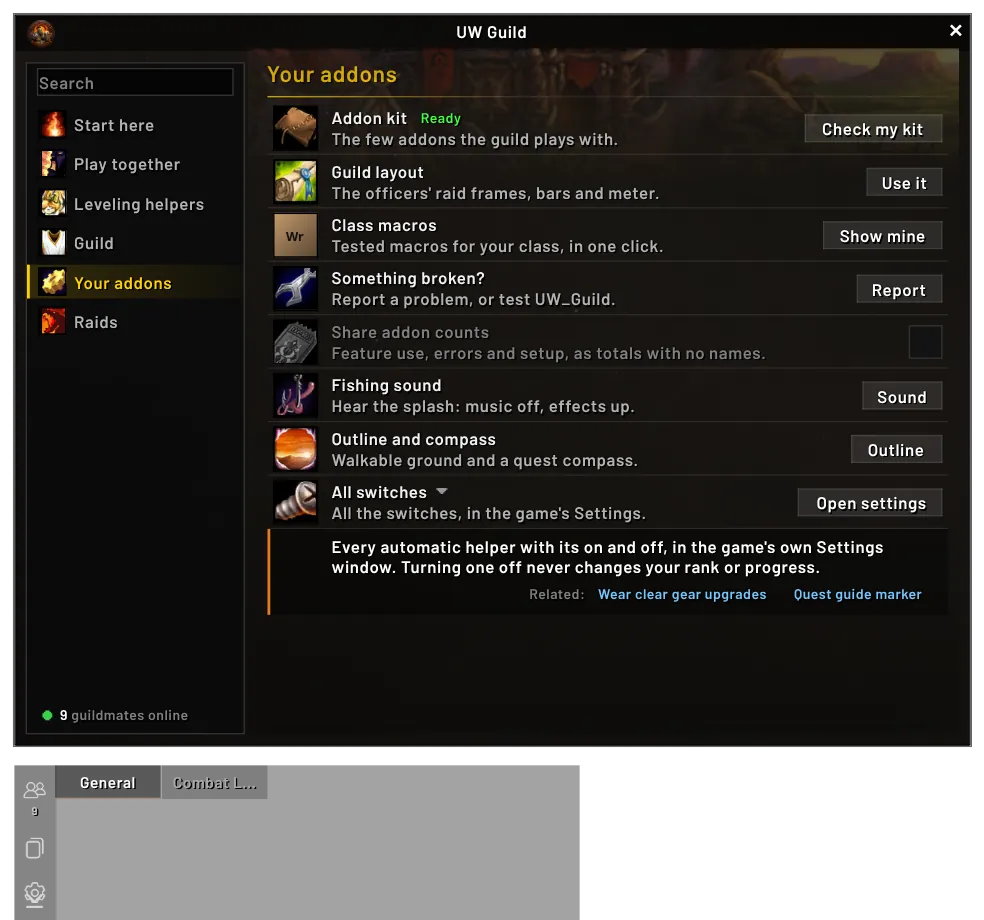 UW Guild
Search
Start here
Play together
Leveling helpers
Guild
Your addons
Raids
9 guildmates online
Your addons
Addon kit Ready
The few addons the guild plays with.
Check my kit
Guild layout
The officers' raid frames, bars and meter.
Use it
Wr
Class macros
Tested macros for your class, in one click.
Show mine
Something broken?
Report a problem, or test UW_Guild.
Report
Share addon counts
Feature use, errors and setup, as totals with no names.
Fishing sound
Hear the splash: music off, effects up.
Sound
Outline and compass
Walkable ground and a quest compass.
Outline
All switches
All the switches, in the game's Settings.
Open settings
Every automatic helper with its on and off, in the game's own Settings
window. Turning one off never changes your rank or progress.
Related: Wear clear gear upgrades Quest guide marker
General Combat L...
9